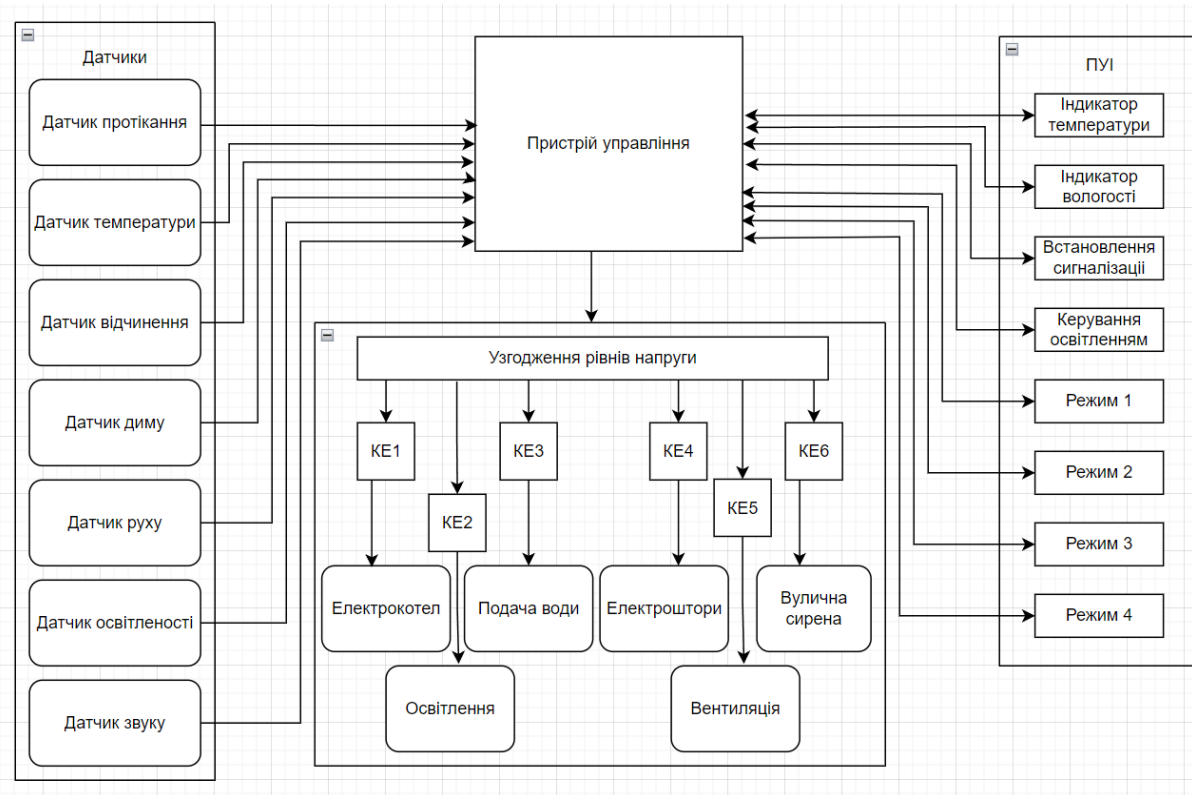 Датчики
Датчик протікання
Датчик температури
Датчик відчинення
Датчик диму
Датчик руху
Датчик освітленості
Датчик звуку
Пристрій управління
Узгодження рівнів напруги
КЕ1
КЕ2
КЕ3
КЕ4
КЕ5
КЕ6
Електрокотел
Освітлення
Подача води
Електроштори
Вентиляція
Вулична
сирена
ПУІ
Індикатор
температури
Індикатор
вологості
Встановлення
сигналізації
Керування
освітленням
Режим 1
Режим 2
Режим 3
Режим 4